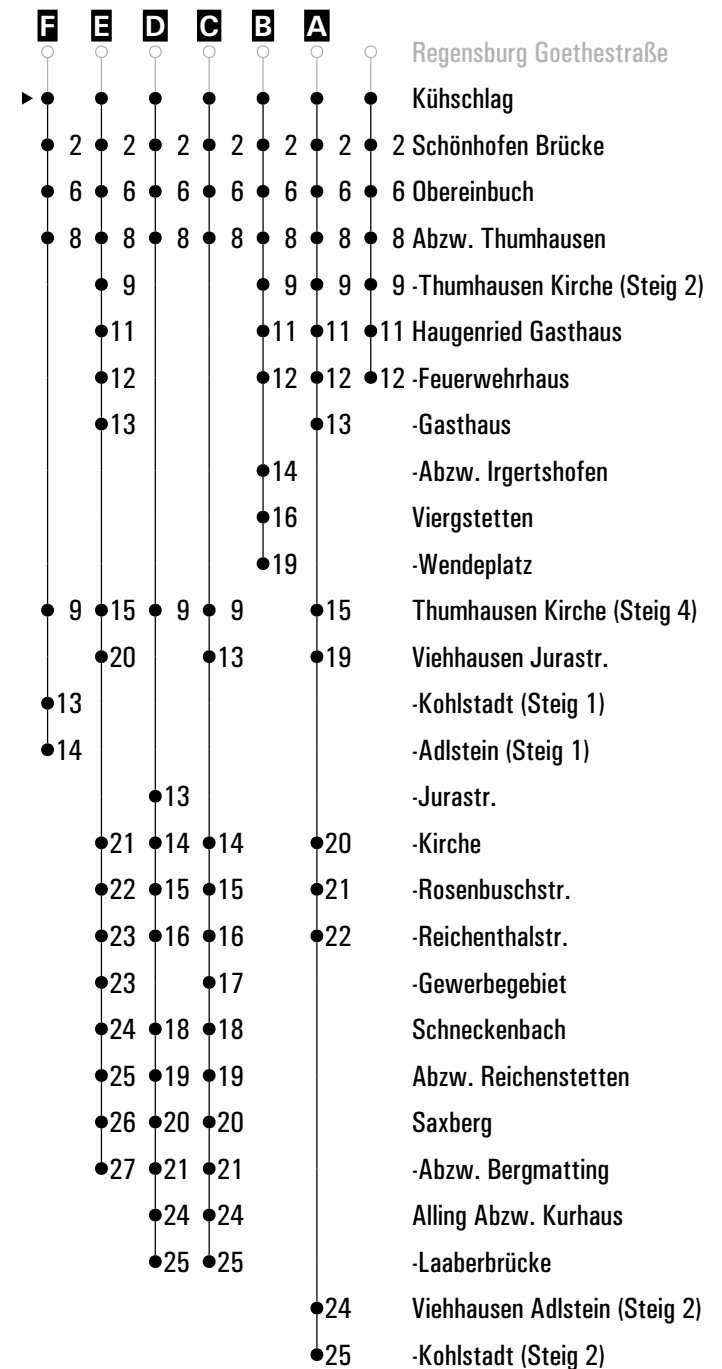 F E D C B A
Regensburg Goethestraße
Kühschlag
2 2 2 2 2 2 2 Schönhofen Brücke
6 6 6 6 6 6 6 Obereinbuch
8 8 8 8 8 8 8 Abzw. Thumhausen
9 9 9 9 -Thumhausen Kirche (Steig 2)
11 11 11 11 Haugenried Gasthaus
12 12 12 12 -Feuerwehrhaus
13 13 -Gasthaus
14 -Abzw. Irgertshofen
16 Viergstetten
19 -Wendeplatz
9 15 9 9 15 Thumhausen Kirche (Steig 4)
20 13 19 Viehhausen Jurastr.
13 -Kohlstadt (Steig 1)
14 -Adlstein (Steig 1)
13 -Jurastr.
21 14 14 20 -Kirche
22 15 15 21 -Rosenbuschstr.
23 16 16 22 -Reichenthalstr.
23 17 -Gewerbegebiet
24 18 18 Schneckenbach
25 19 19 Abzw. Reichenstetten
26 20 20 Saxberg
27 21 21 -Abzw. Bergmatting
24 24 Alling Abzw. Kurhaus
25 25 -Laaberbrücke
24 Viehhausen Adlstein (Steig 2)
25 -Kohlstadt (Steig 2)